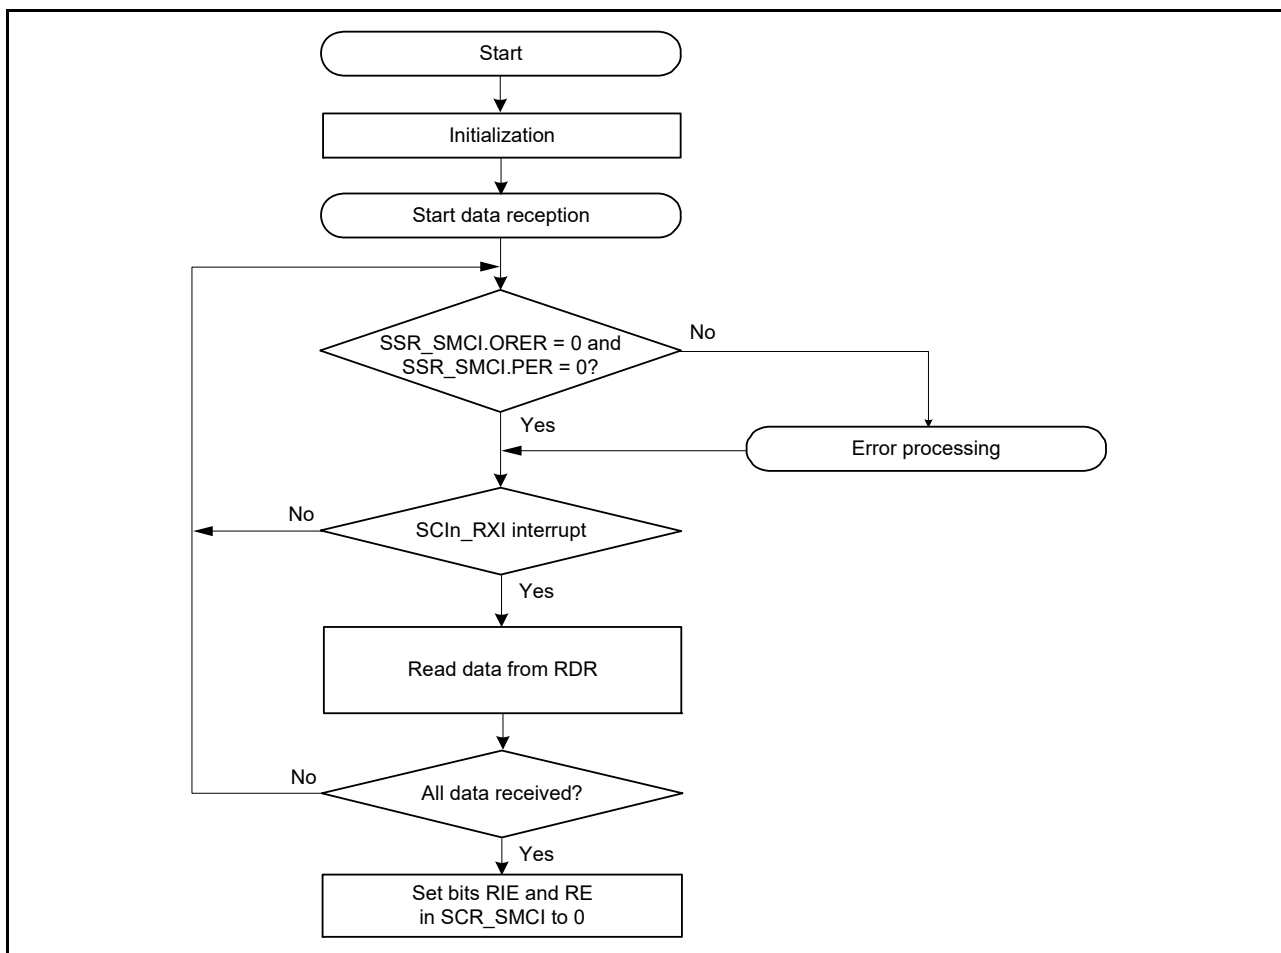 Start
Initialization
Start data reception
SSR_SMCI.ORER = 0 and
SSR_SMCI.PER = 0?
No
Yes
Error processing
SCIn_RXI interrupt
No
Yes
Read data from RDR
All data received?
No
Yes
Set bits RIE and RE
in SCR_SMCI to 0